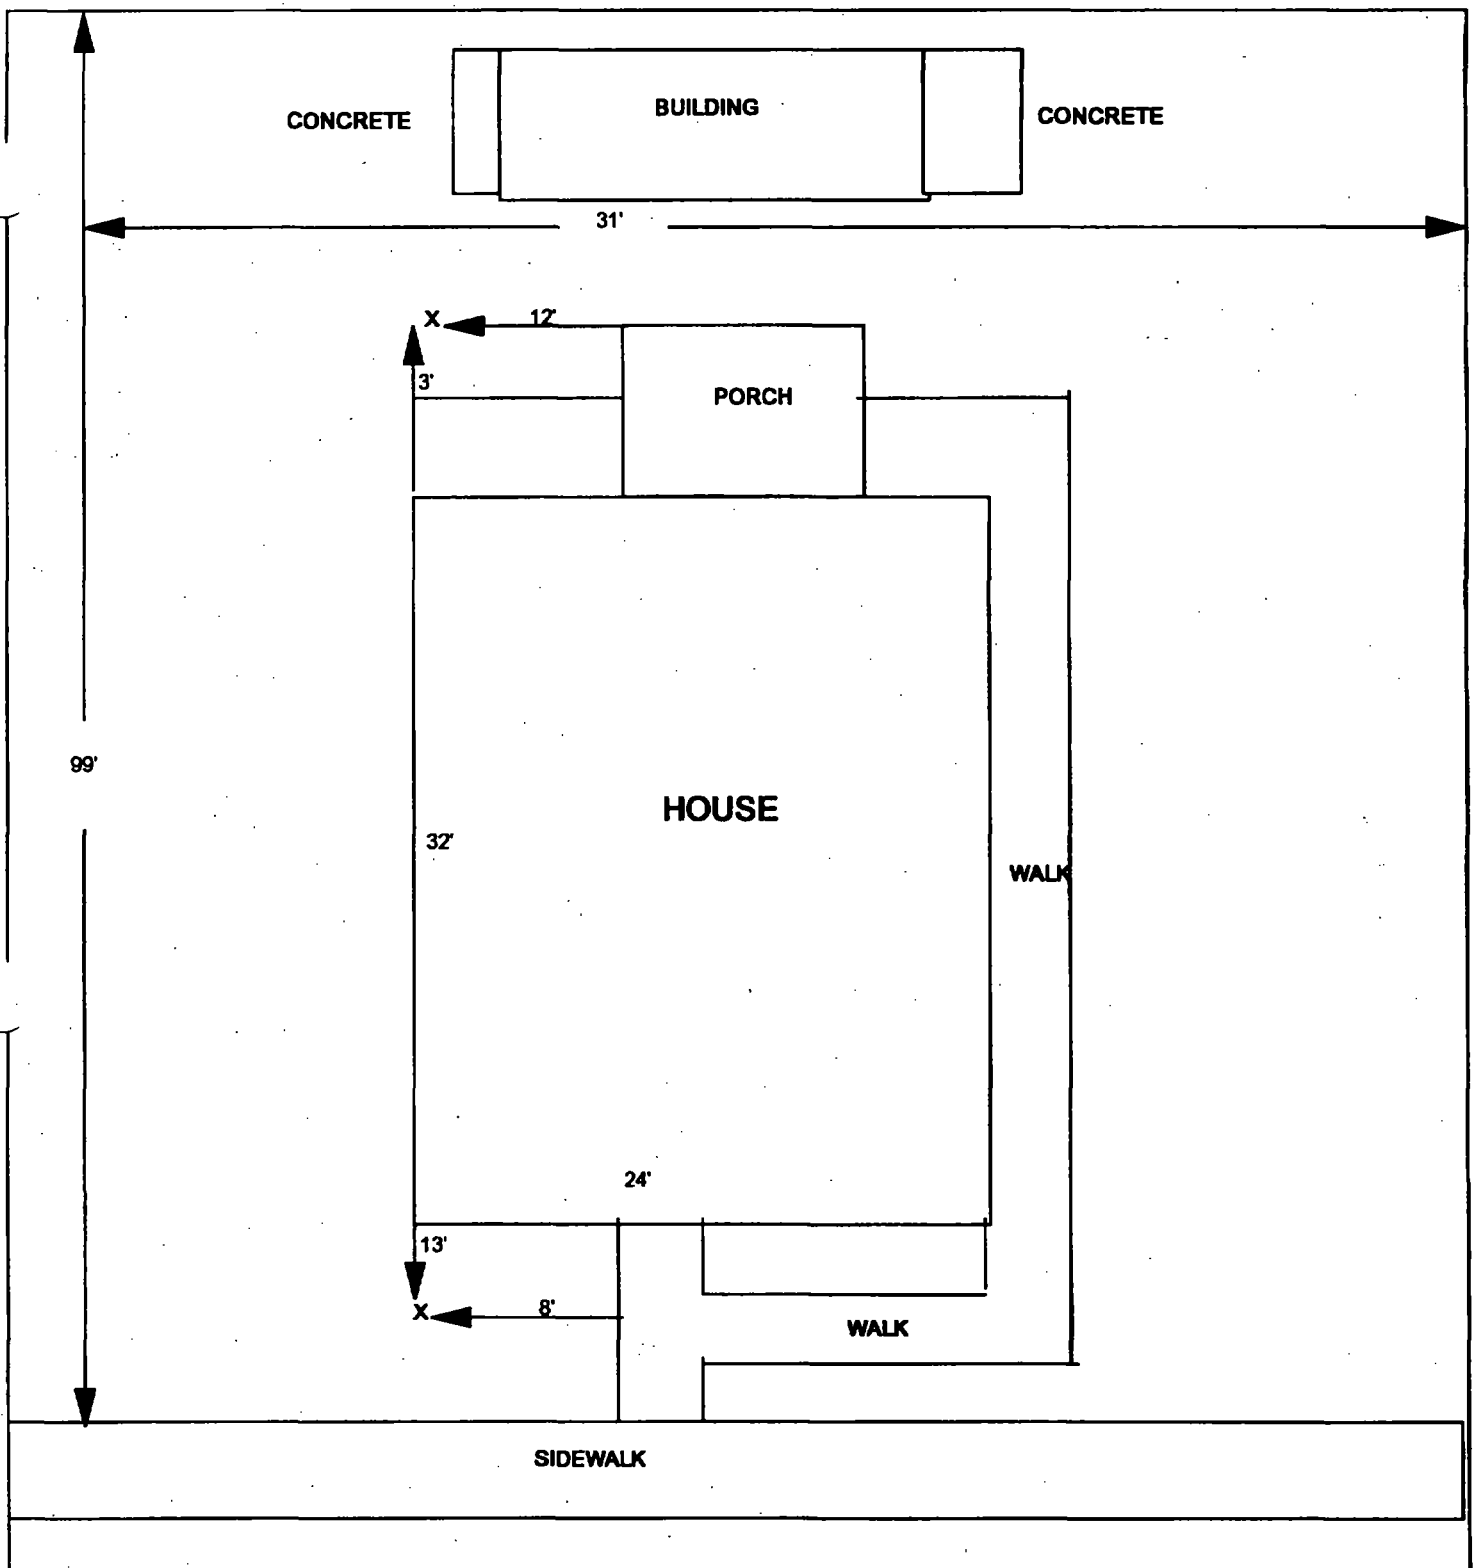 BUILDING
CONCRETE
CONCRETE
31'
X
12'
3'
PORCH
99'
HOUSE
32'
WALK
24'
13'
X
8'
WALK
SIDEWALK